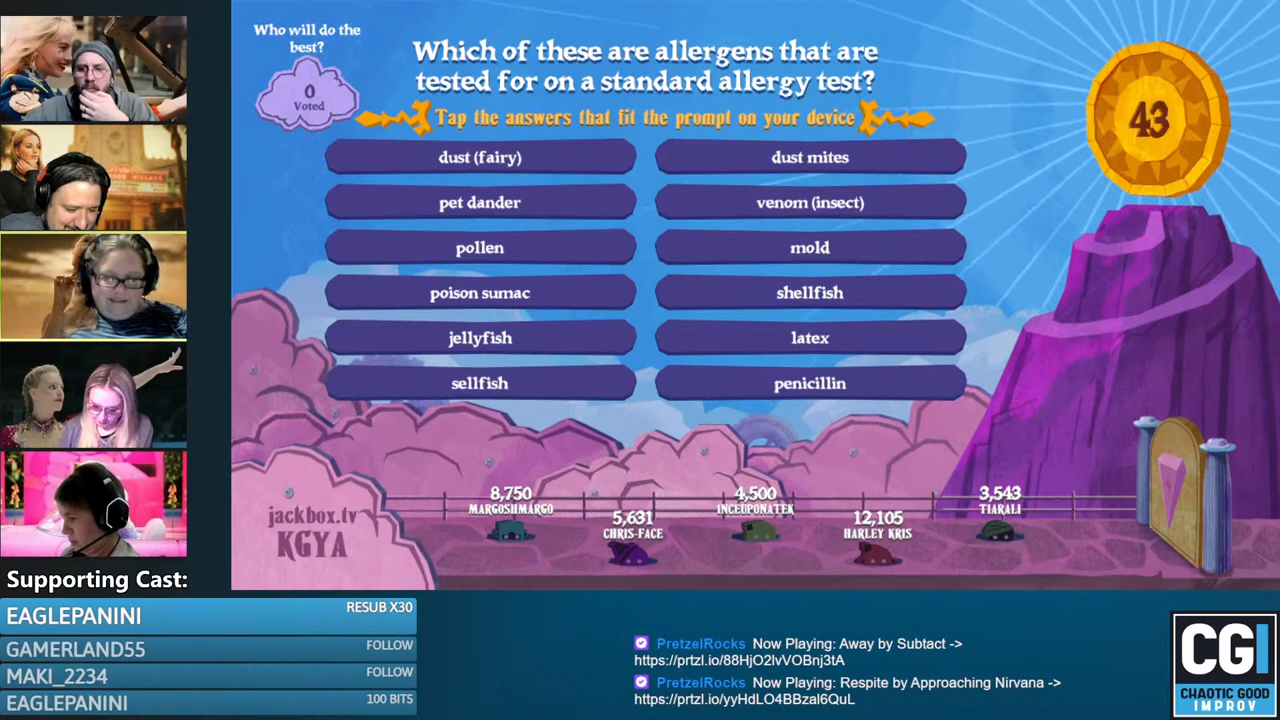 Who will do the
best?
0
Voted
Which of these are allergens that are
tested for on a standard allergy test?
Tap the answers that fit the prompt on your device
43
dust (fairy)
dust mites
pet dander
venom (insect)
pollen
mold
poison sumac
shellfish
jellyfish
latex
sellfish
penicillin
8,750
MARGOSHMARGO
5,631
CHRIS-FACE
4,500
INCEUPONATEK
12,105
HARLEY KRIS
3,543
TIARALI
jackbox.tv
KGYA
Supporting Cast:
EAGLEPANINI RESUB X30
GAMERLAND55 FOLLOW
MAKI_2234 FOLLOW
EAGLEPANINI 100 BITS
PretzelRocks Now Playing: Away by Subtact ->
https://prtzl.io/88HjO2lvVOBnj3tA
PretzelRocks Now Playing: Respite by Approaching Nirvana ->
https://prtzl.io/yyHdLO4BBzal6QuL
CGI
CHAOTIC GOOD
IMPROV